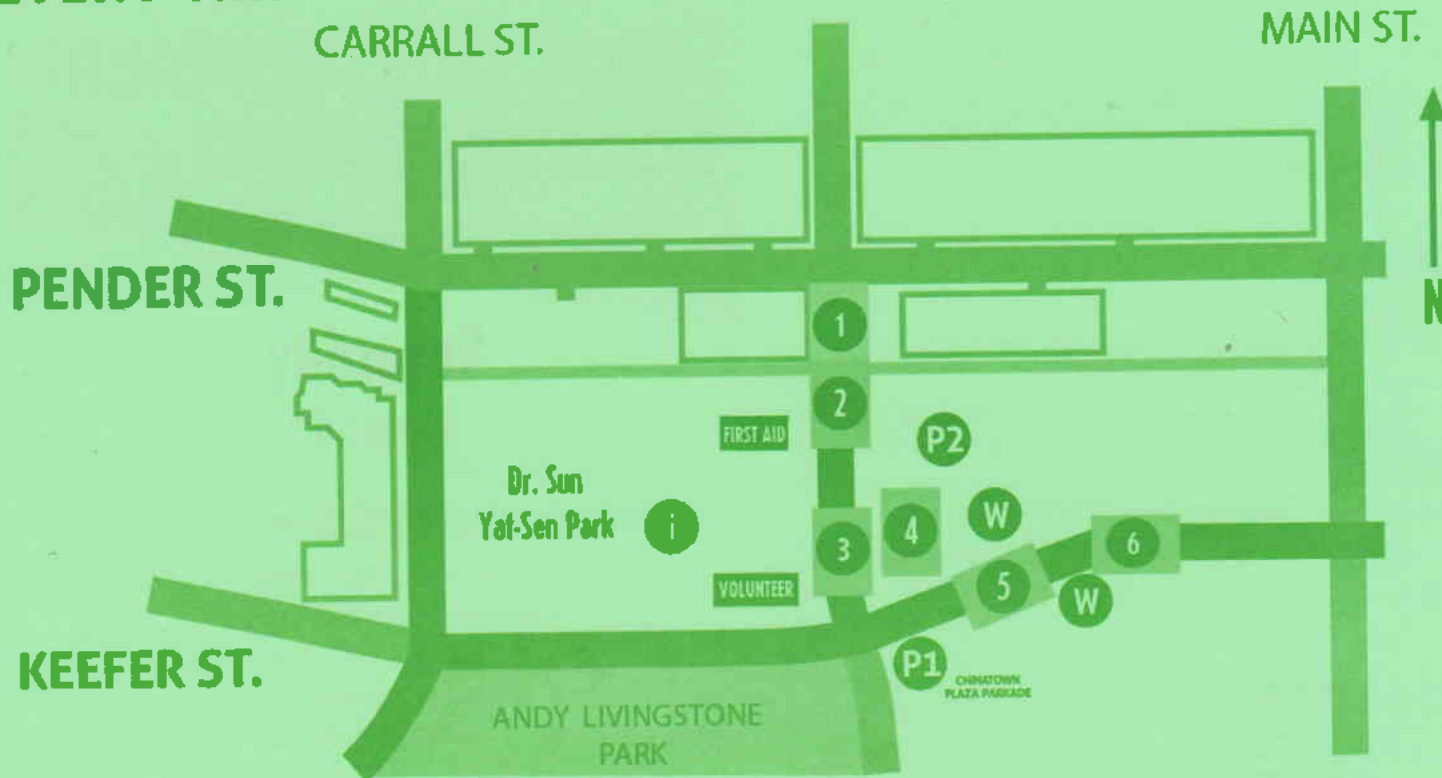 CARRALL ST.
MAIN ST.
PENDER ST.
N
1
2
FIRST AID
P2
Dr. Sun
Yat-Sen Park
i
3
4
W
5
6
VOLUNTEER
W
KEEFER ST.
P1
CHINATOWN
PLAZA PARKADE
ANDY LIVINGSTONE
PARK